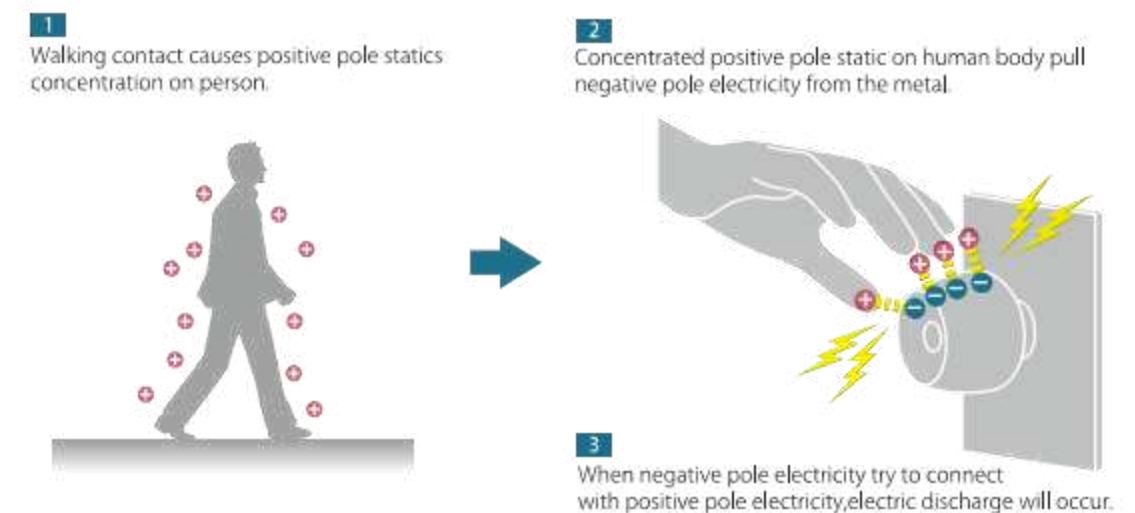 1
Walking contact causes positive pole statics
concentration on person.
2
Concentrated positive pole static on human body pull
negative pole electricity from the metal.
3
When negative pole electricity try to connect
with positive pole electricity,electric discharge will occur.